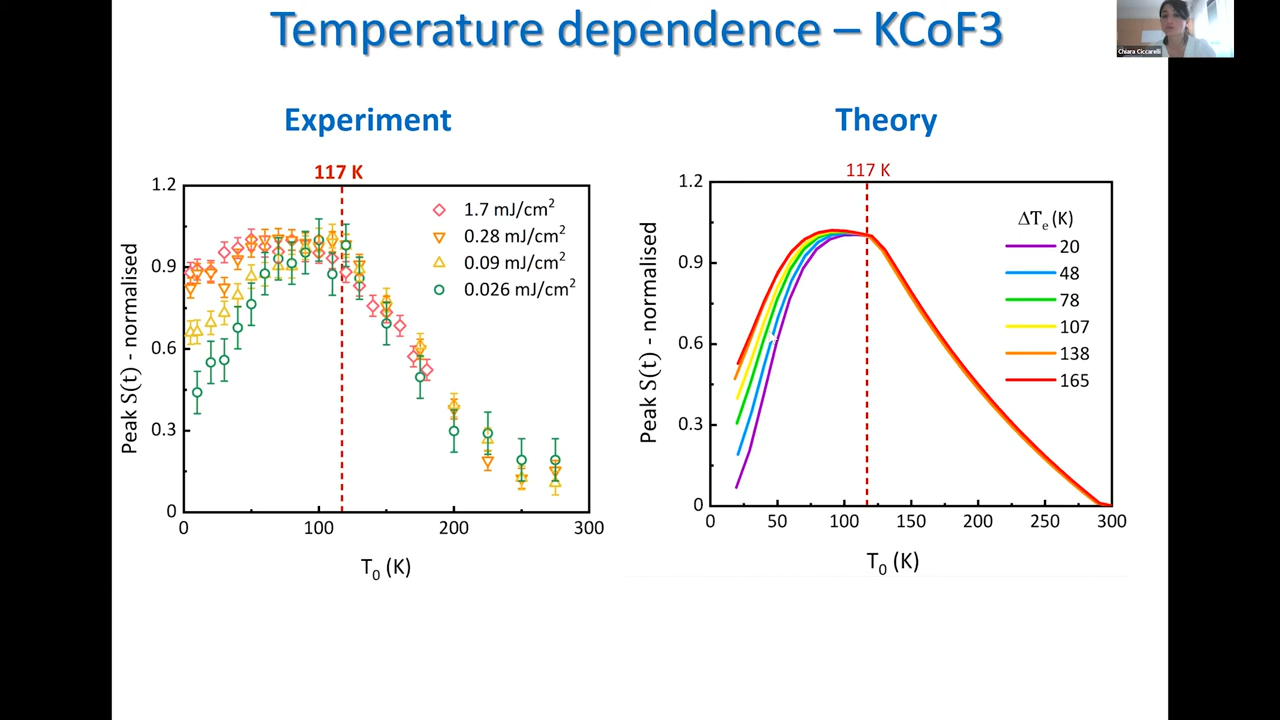 Temperature dependence – KCoF3
Chiara Ciccarelli
Experiment
117 K
1.2
0.9
0.6
0.3
0
Peak S(t) - normalised
1.7 mJ/cm²
0.28 mJ/cm²
0.09 mJ/cm²
0.026 mJ/cm²
0
100
200
300
T₀ (K)
Theory
117 K
1.2
0.9
0.6
0.3
0
Peak S(t) - normalised
ΔTₑ (K)
20
48
78
107
138
165
0
50
100
150
200
250
300
T₀ (K)